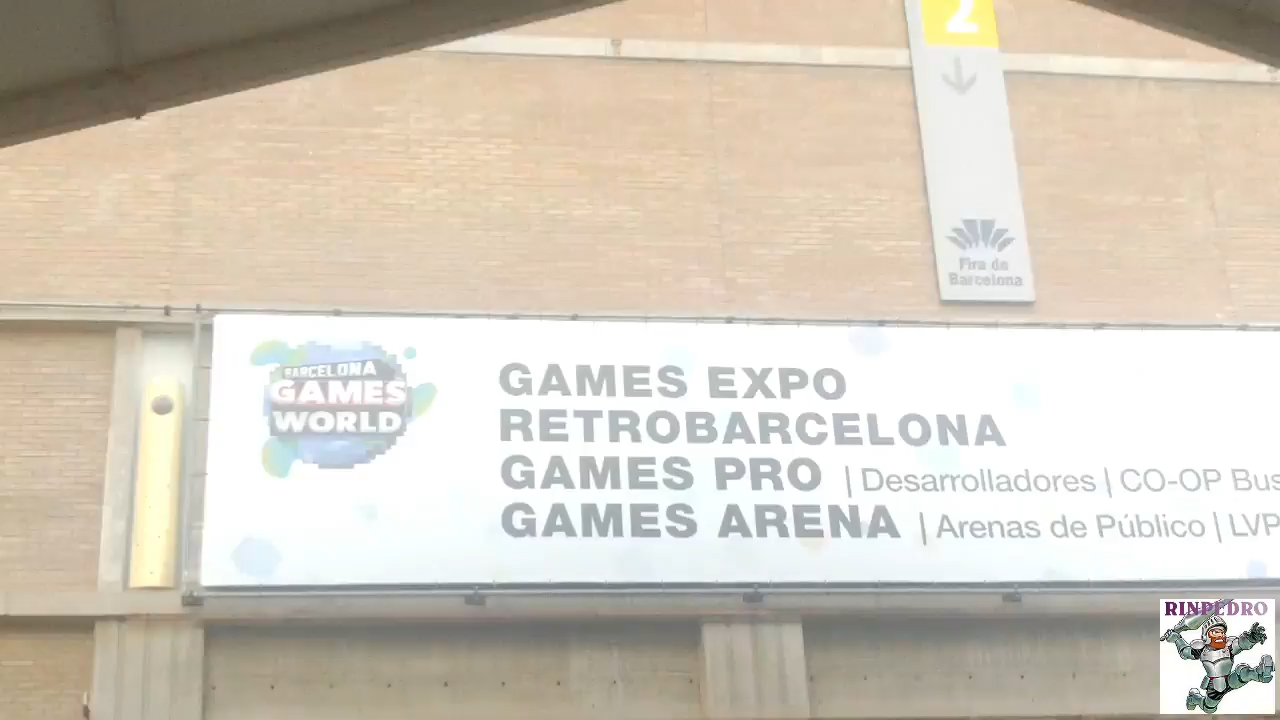 2
Fira de
Barcelona
BARCELONA
GAMES
WORLD
GAMES EXPO
RETROBARCELONA
GAMES PRO | Desarrolladores | CO-OP Bus
GAMES ARENA | Arenas de Público | LVP
RINPEDRO